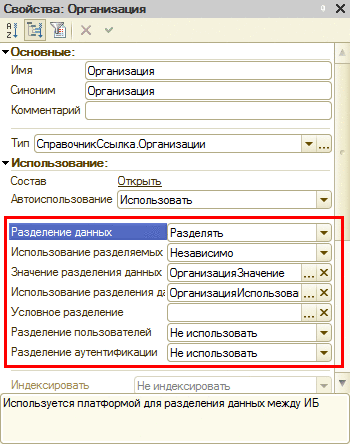 Свойства: Организация
Основные:
Имя Организация
Синоним Организация
Комментарий
Тип СправочникСсылка.Организации
Использование:
Состав Открыть
Автоиспользование Использовать
Разделение данных Разделять
Использование разделяемых Независимо
Значение разделения данных ОрганизацияЗначение
Использование разделения да ОрганизацияИспользова
Условное разделение
Разделение пользователей Не использовать
Разделение аутентификации Не использовать
Индексировать Не индексировать
Используется платформой для разделения данных между ИБ